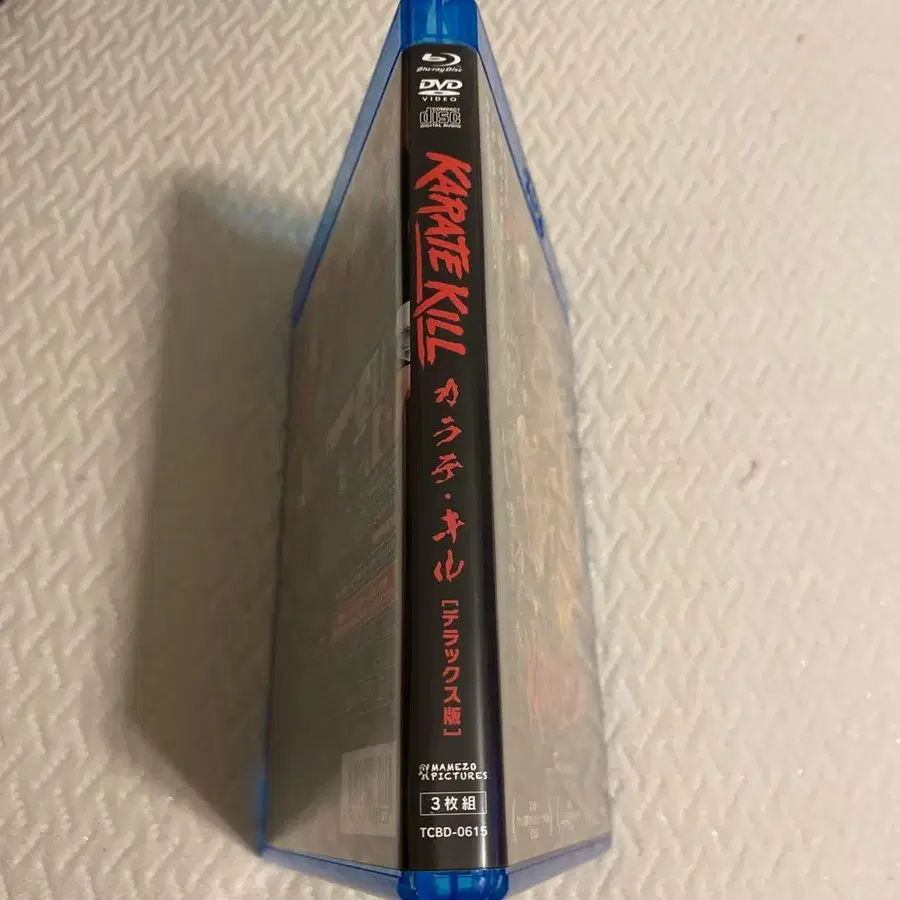 Blu-ray Disc
DVD
VIDEO
COMPACT
disc
DIGITAL AUDIO
KARATE KILL
カラテ・キル
[デラックス版]
MAMEZO
PICTURES
3枚組
TCBD-0615